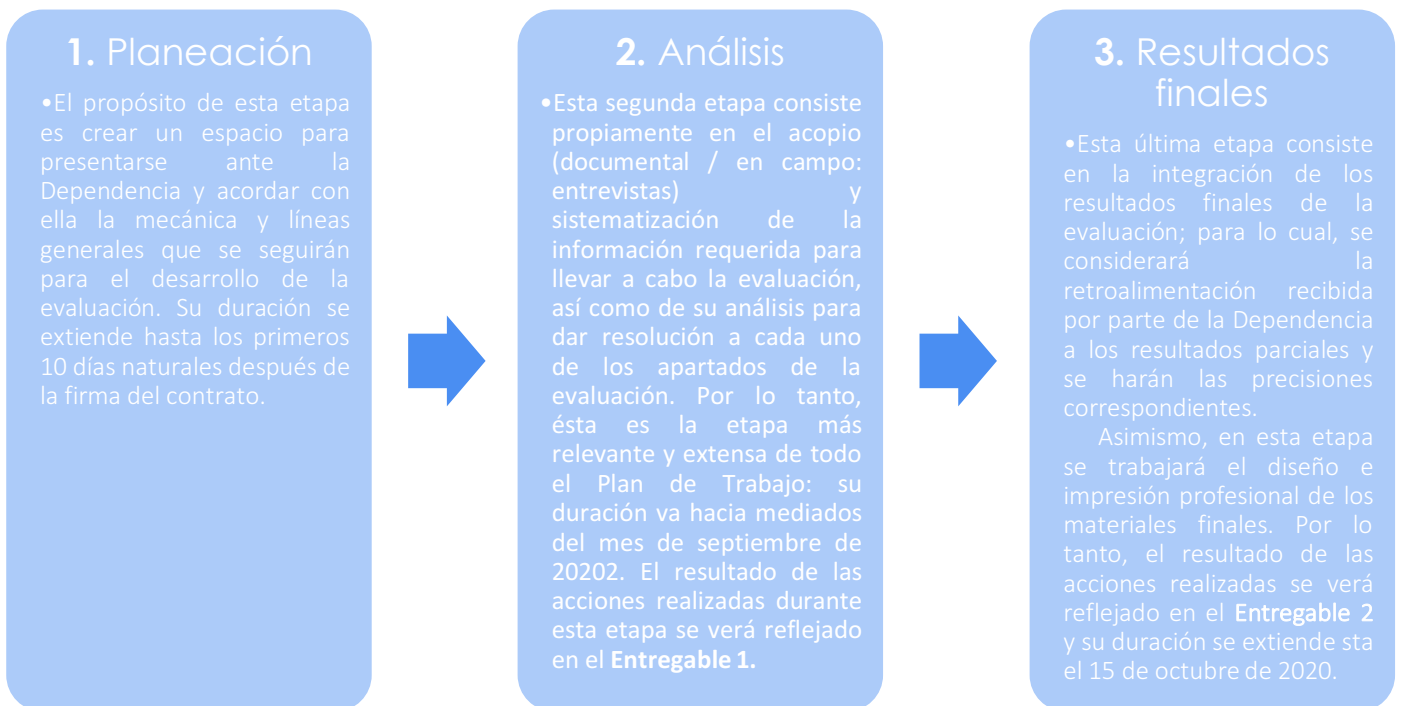 1. Planeación
•El propósito de esta etapa
es crear un espacio para
presentarse ante la
Dependencia y acordar con
ella la mecánica y líneas
generales que se seguirán
para el desarrollo de la
evaluación. Su duración se
extiende hasta los primeros
10 días naturales después de
la firma del contrato.
2. Análisis
•Esta segunda etapa consiste
propiamente en el acopio
(documental / en campo:
entrevistas) y
sistematización de la
información requerida para
llevar a cabo la evaluación,
así como de su análisis para
dar resolución a cada uno
de los apartados de la
evaluación. Por lo tanto,
ésta es la etapa más
relevante y extensa de todo
el Plan de Trabajo: su
duración va hacia mediados
del mes de septiembre de
20202. El resultado de las
acciones realizadas durante
esta etapa se verá reflejado
en el Entregable 1.
3. Resultados
finales
•Esta última etapa consiste
en la integración de los
resultados finales de la
evaluación; para lo cual, se
considerará la
retroalimentación recibida
por parte de la Dependencia
a los resultados parciales y
se harán las precisiones
correspondientes.
Asimismo, en esta etapa
se trabajará el diseño e
impresión profesional de los
materiales finales. Por lo
tanto, el resultado de las
acciones realizadas se verá
reflejado en el Entregable 2
y su duración se extiende sta
el 15 de octubre de 2020.